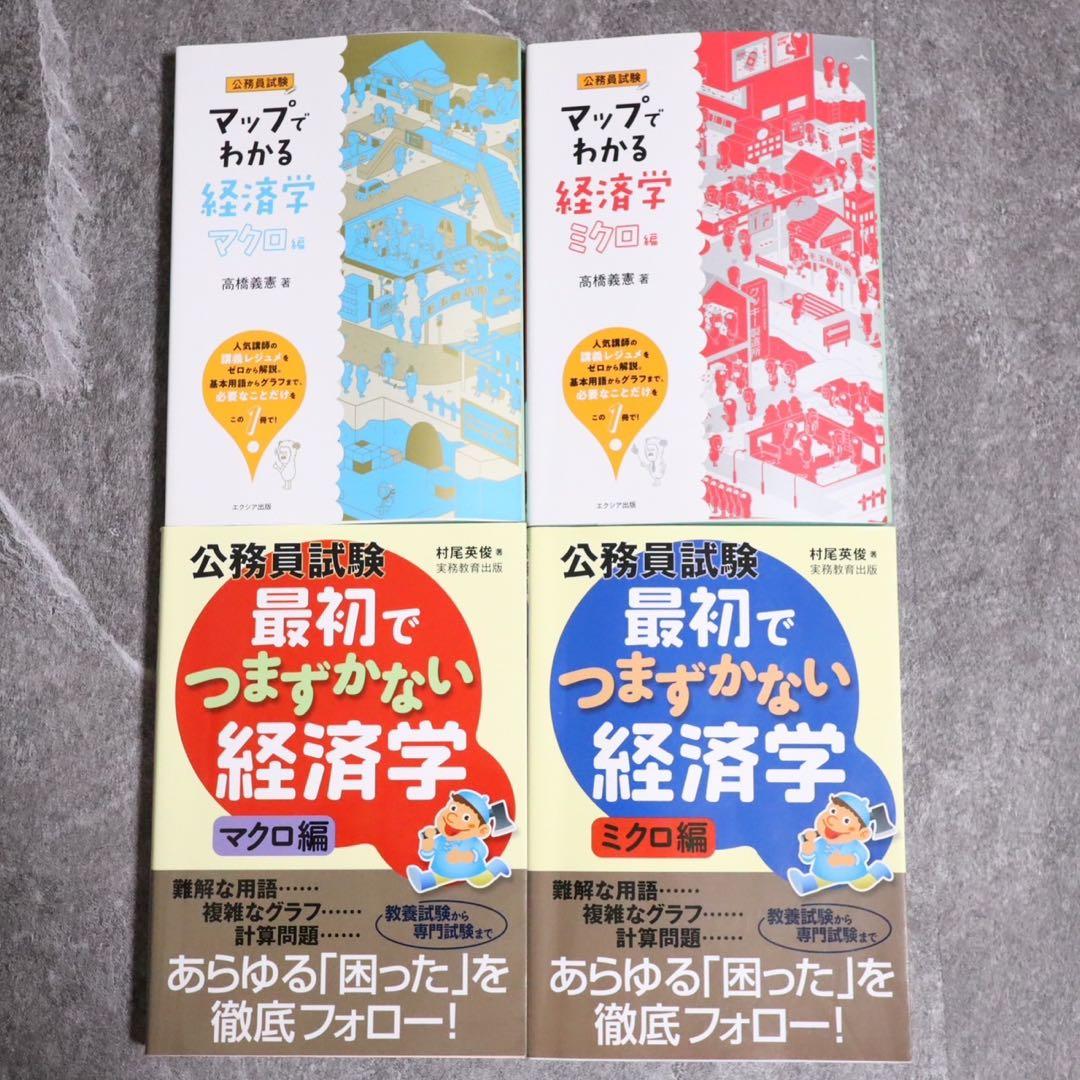 公務員試験
マップで
わかる
経済学
マクロ編
高橋義憲 著
人気講師の
講義レジュメを
ゼロから解説。
基本用語からグラフまで、
必要なことだけを
この1冊で!
エクシア出版
公務員試験
マップで
わかる
経済学
ミクロ編
高橋義憲 著
クッキー製造所
人気講師の
講義レジュメを
ゼロから解説。
基本用語からグラフまで、
必要なことだけを
この1冊で!
エクシア出版
公務員試験
村尾英俊 著
実務教育出版
最初で
つまずかない
経済学
マクロ編
難解な用語……
複雑なグラフ……
計算問題……
教養試験から
専門試験まで
あらゆる「困った」を
徹底フォロー!
公務員試験
村尾英俊 著
実務教育出版
最初で
つまずかない
経済学
ミクロ編
難解な用語……
複雑なグラフ……
計算問題……
教養試験から
専門試験まで
あらゆる「困った」を
徹底フォロー!